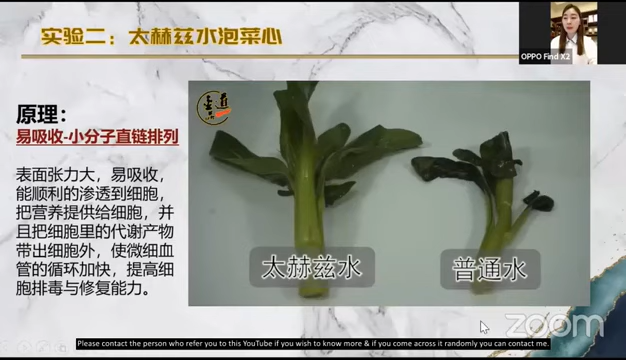 实验二：太赫兹水泡菜心
OPPO Find X2
原理：
易吸收-小分子直链排列
表面张力大，易吸收，
能顺利的渗透到细胞，
把营养提供给细胞，并
且把细胞里的代谢产物
带出细胞外，使微细血
管的循环加快，提高细
胞排毒与修复能力。
太赫兹水
普通水
zoom
Please contact the person who refer you to this YouTube if you wish to know more & if you come across it randomly you can contact me.